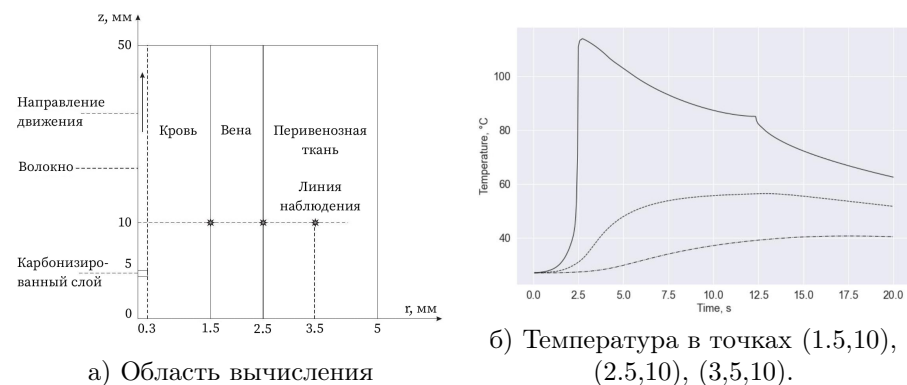 z, мм
50
Направление
движения
Кровь
Вена
Перивенозная
ткань
Волокно
Линия
наблюдения
10
Карбонизиро-
ванный слой
5
0
r, мм
0.3
1.5
2.5
3.5
5
а) Область вычисления
Temperature, °C
100
80
60
40
0.0
2.5
5.0
7.5
10.0
12.5
15.0
17.5
20.0
Time, s
б) Температура в точках (1.5,10),
(2.5,10), (3,5,10).